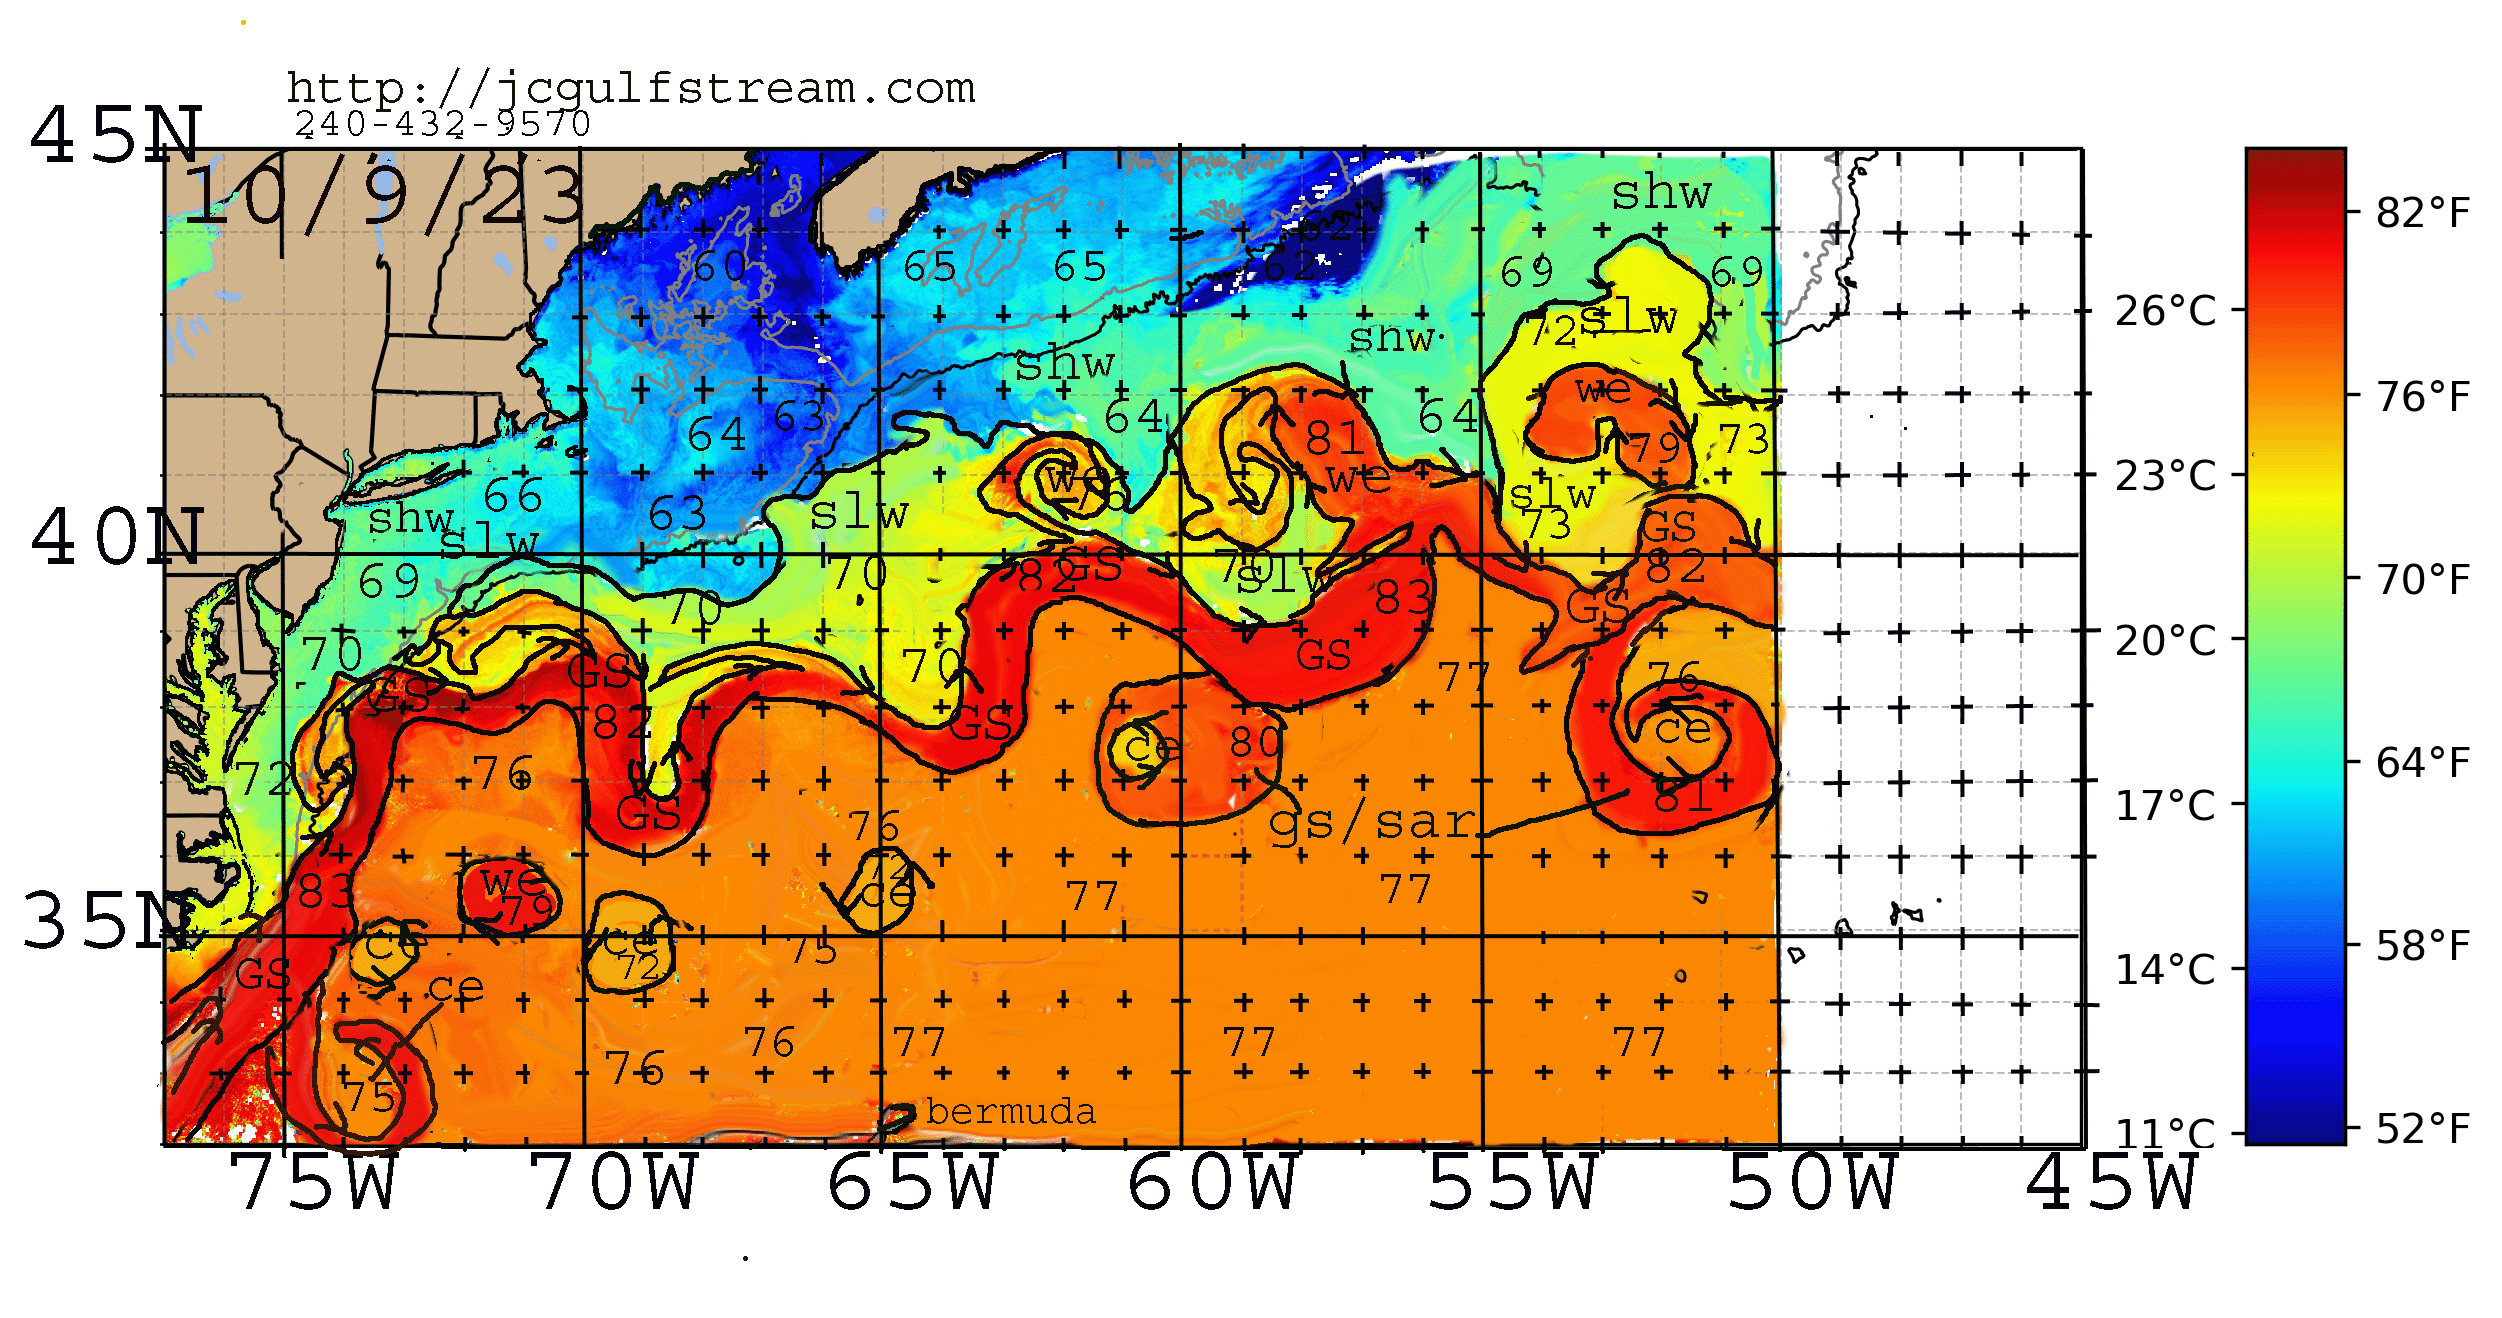 http://jcgulfstream.com
240-432-9570
45N
10/9/23
shw
82°F
62
60
65
65
62
69
69
26°C
72
slw
shw
shw
we
76°F
64
63
64
64
81
79
73
we
we
76
23°C
66
63
slw
slw
73
shw
slw
GS
40N
69
70
70
82
GS
70
slw
83
82
GS
70°F
70
GS
GS
70
GS
77
76
20°C
82
GS
ce
80
ce
72
76
GS
76
gs/sar
81
64°F
17°C
83
we
79
72
ce
77
77
35N
ce
ce
72
75
58°F
GS
ce
14°C
76
76
77
77
77
75
bermuda
11°C
52°F
75W
70W
65W
60W
55W
50W
45W